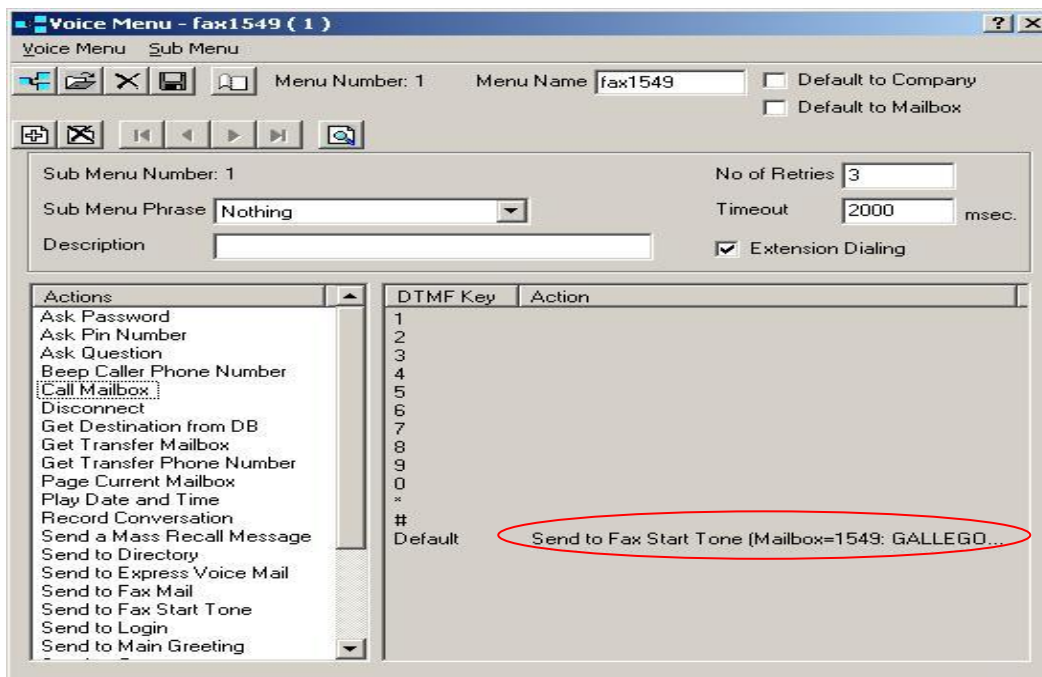 Voice Menu - fax1549 ( 1 )
Voice Menu Sub Menu
Menu Number: 1 Menu Name fax1549 Default to Company
Default to Mailbox
Sub Menu Number: 1 No of Retries 3
Sub Menu Phrase Nothing Timeout 2000 msec.
Description Extension Dialing
Actions
Ask Password
Ask Pin Number
Ask Question
Beep Caller Phone Number
Call Mailbox
Disconnect
Get Destination from DB
Get Transfer Mailbox
Get Transfer Phone Number
Page Current Mailbox
Play Date and Time
Record Conversation
Send a Mass Recall Message
Send to Directory
Send to Express Voice Mail
Send to Fax Mail
Send to Fax Start Tone
Send to Login
Send to Main Greeting
DTMF Key Action
1
2
3
4
5
6
7
8
9
0
*
#
Default Send to Fax Start Tone (Mailbox=1549: GALLEGO...